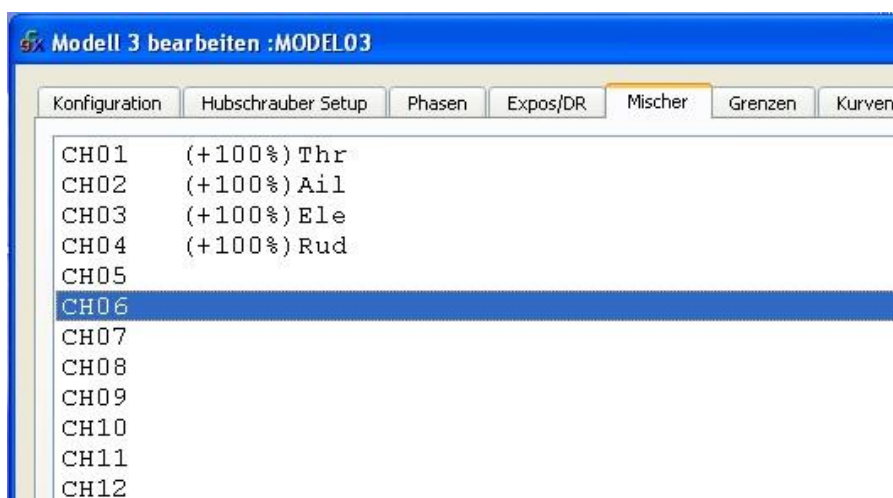 Modell 3 bearbeiten :MODEL03
Konfiguration Hubschrauber Setup Phasen Expos/DR Mischer Grenzen Kurven
CH01 (+100%)Thr
CH02 (+100%)Ail
CH03 (+100%)Ele
CH04 (+100%)Rud
CH05
CH06
CH07
CH08
CH09
CH10
CH11
CH12